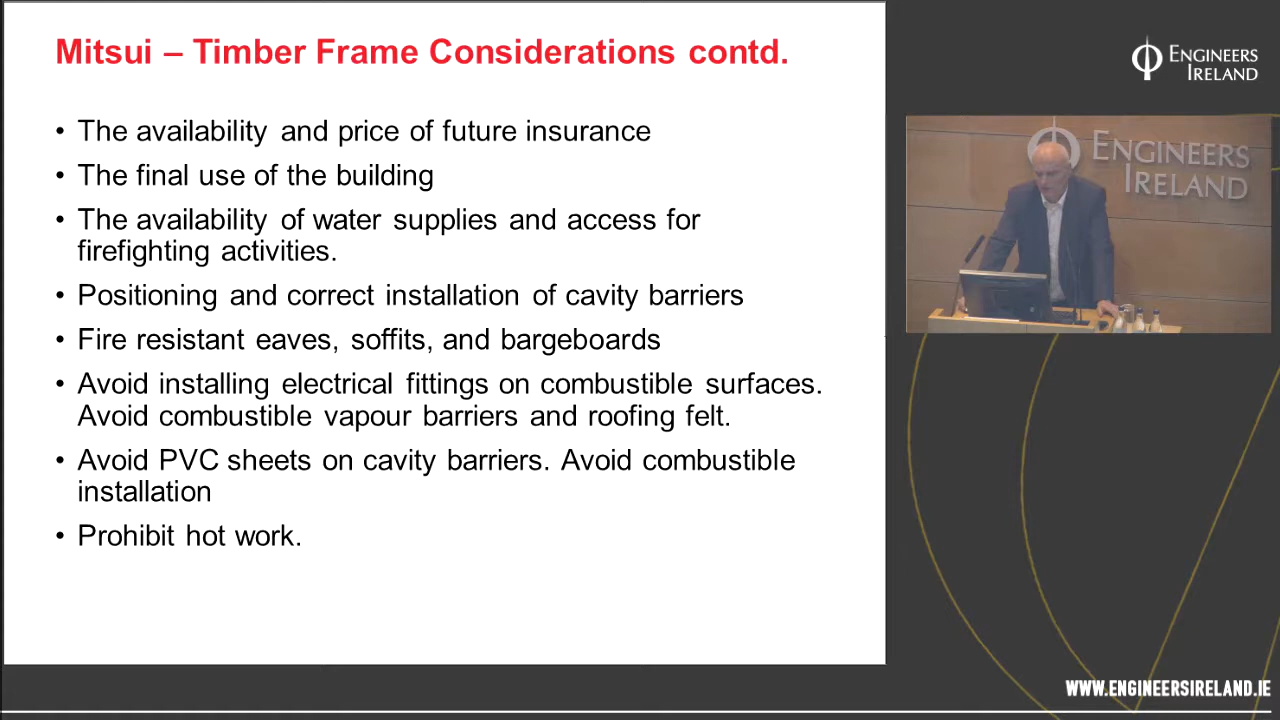 Mitsui – Timber Frame Considerations contd.
• The availability and price of future insurance
• The final use of the building
• The availability of water supplies and access for
firefighting activities.
• Positioning and correct installation of cavity barriers
• Fire resistant eaves, soffits, and bargeboards
• Avoid installing electrical fittings on combustible surfaces.
Avoid combustible vapour barriers and roofing felt.
• Avoid PVC sheets on cavity barriers. Avoid combustible
installation
• Prohibit hot work.
ENGINEERS
IRELAND
ENGINEERS
IRELAND
WWW.ENGINEERSIRELAND.IE